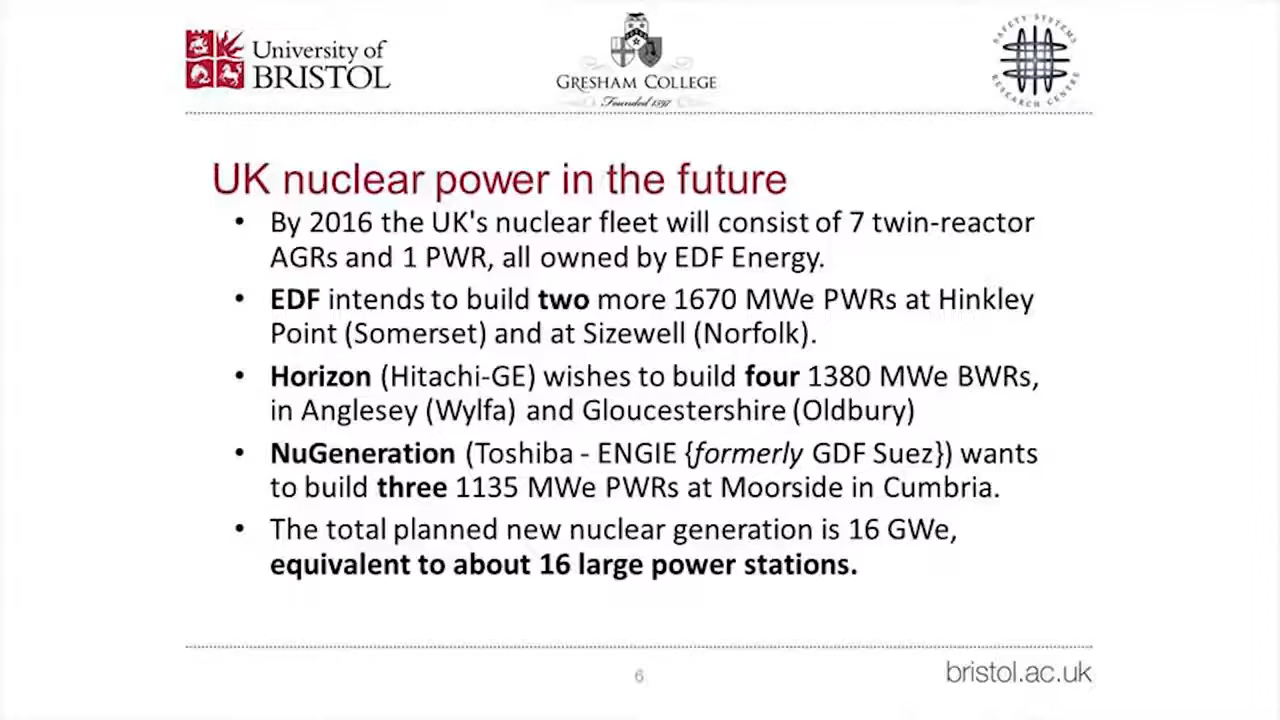 University of
BRISTOL
GRESHAM COLLEGE
Founded 1597
SAFETY SYSTEMS
RESEARCH CENTRE
UK nuclear power in the future
• By 2016 the UK's nuclear fleet will consist of 7 twin-reactor
AGRs and 1 PWR, all owned by EDF Energy.
• EDF intends to build two more 1670 MWe PWRs at Hinkley
Point (Somerset) and at Sizewell (Norfolk).
• Horizon (Hitachi-GE) wishes to build four 1380 MWe BWRs,
in Anglesey (Wylfa) and Gloucestershire (Oldbury)
• NuGeneration (Toshiba - ENGIE {formerly GDF Suez}) wants
to build three 1135 MWe PWRs at Moorside in Cumbria.
• The total planned new nuclear generation is 16 GWe,
equivalent to about 16 large power stations.
6
bristol.ac.uk